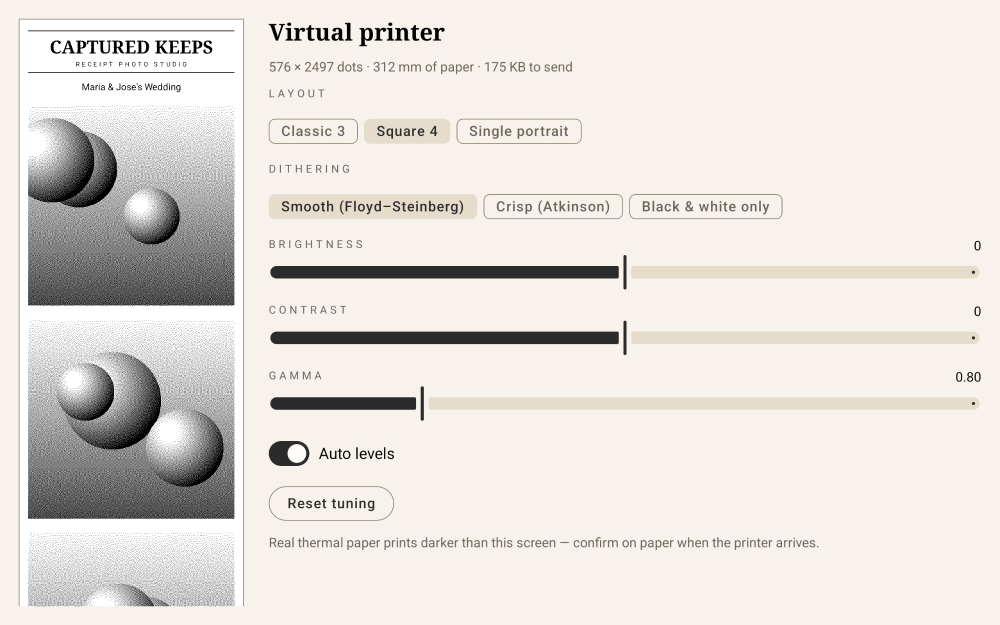 CAPTURED KEEPS
RECEIPT PHOTO STUDIO
Maria & Jose's Wedding
Virtual printer
576 × 2497 dots · 312 mm of paper · 175 KB to send
LAYOUT
Classic 3 Square 4 Single portrait
DITHERING
Smooth (Floyd–Steinberg) Crisp (Atkinson) Black & white only
BRIGHTNESS 0
CONTRAST 0
GAMMA 0.80
Auto levels
Reset tuning
Real thermal paper prints darker than this screen — confirm on paper when the printer arrives.